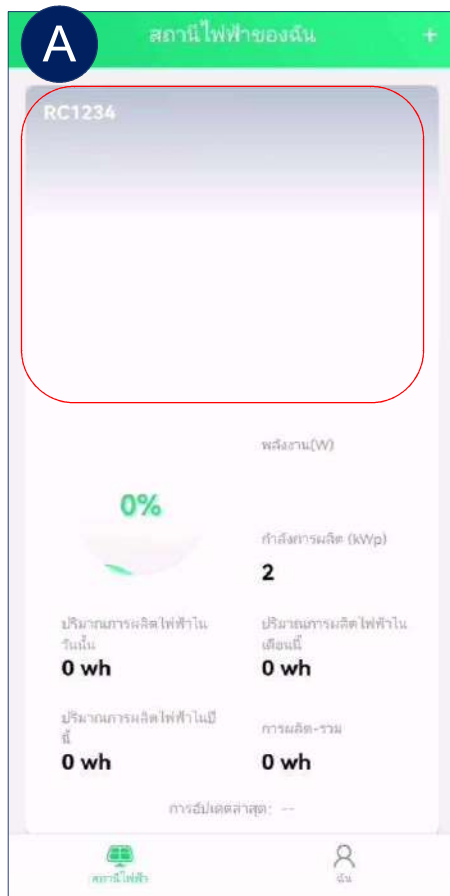 A
สถานีไฟฟ้าของฉัน +
RC1234
พลังงาน(W)
0%
กำลังการผลิต (kWp)
2
ปริมาณการผลิตไฟฟ้าใน
วันนั้น
0 wh
ปริมาณการผลิตไฟฟ้าใน
เดือนนี้
0 wh
ปริมาณการผลิตไฟฟ้าในปี
นี้
0 wh
การผลิต-รวม
0 wh
การอัปเดตล่าสุด: --
สถานีไฟฟ้า
ฉัน